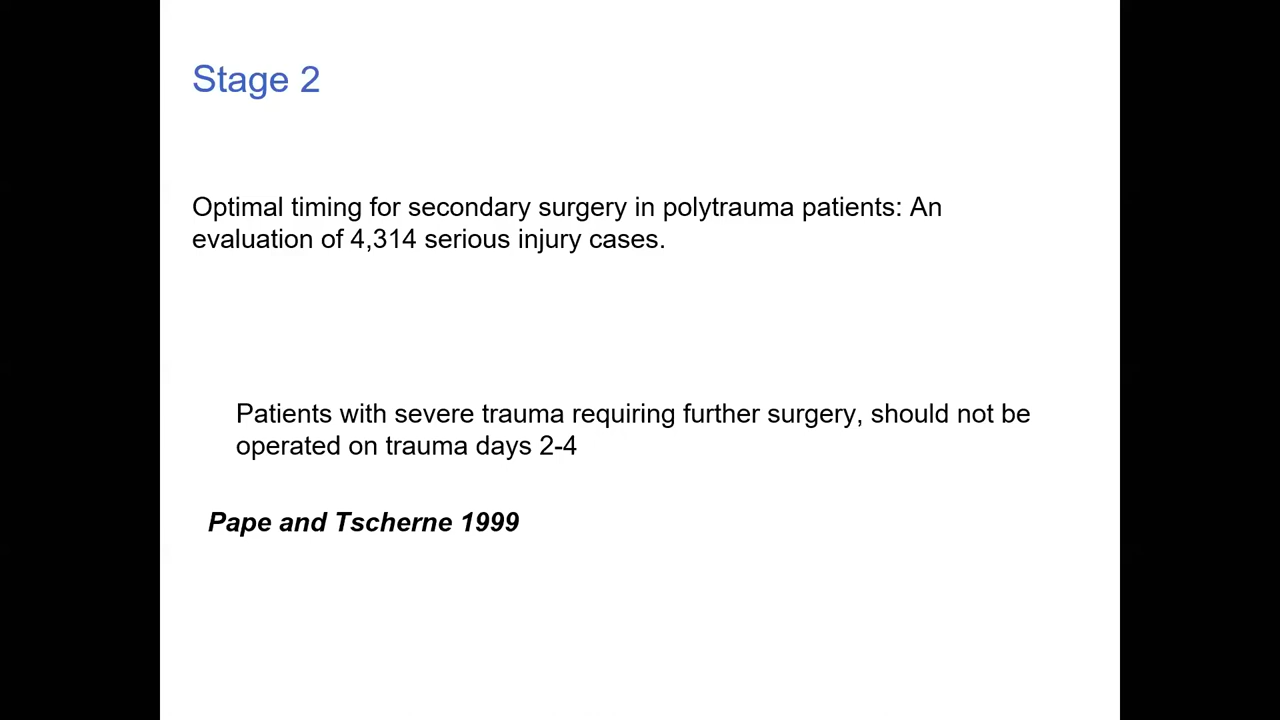 Stage 2
Optimal timing for secondary surgery in polytrauma patients: An
evaluation of 4,314 serious injury cases.
Patients with severe trauma requiring further surgery, should not be
operated on trauma days 2-4
Pape and Tscherne 1999